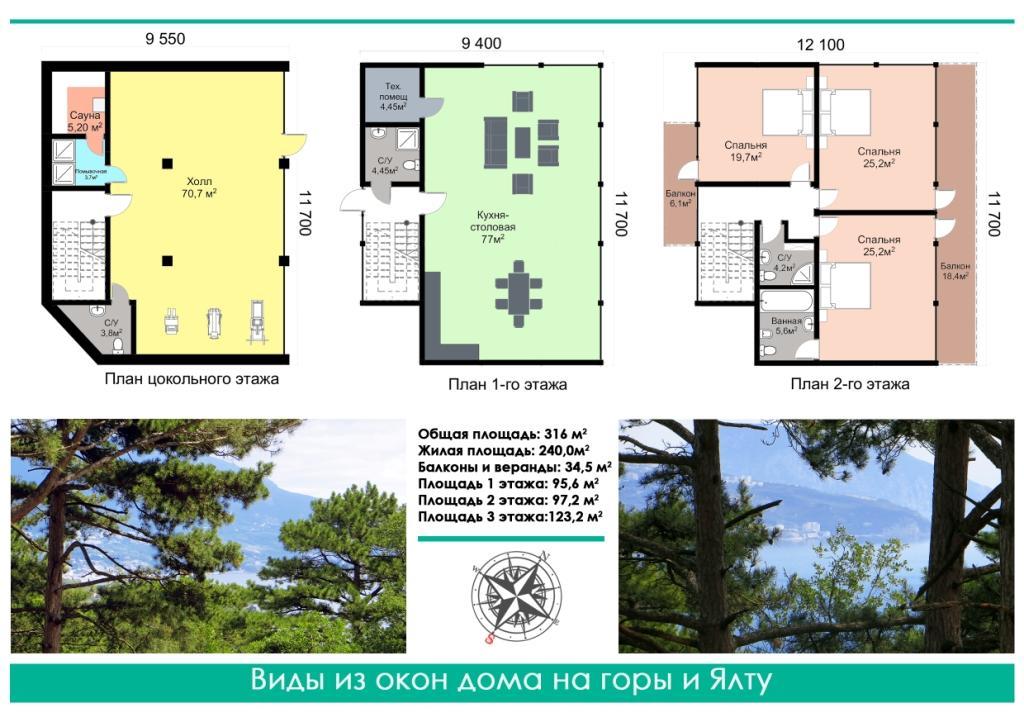 9 550
9 400
12 100
Сауна
5,20 м²
Помывочная
3,7м²
Холл
70,7 м²
С/У
3,8м²
11 700
План цокольного этажа
Тех.
помещ
4,45м²
С/У
4,45м²
Кухня-
столовая
77м²
11 700
План 1-го этажа
Спальня
19,7м²
Спальня
25,2м²
Балкон
6,1м²
С/У
4,2м²
Спальня
25,2м²
Балкон
18,4м²
Ванная
5,6м²
11 700
План 2-го этажа
Общая площадь: 316 м²
Жилая площадь: 240,0м²
Балконы и веранды: 34,5 м²
Площадь 1 этажа: 95,6 м²
Площадь 2 этажа: 97,2 м²
Площадь 3 этажа:123,2 м²
N
W
E
S
Виды из окон дома на горы и Ялту